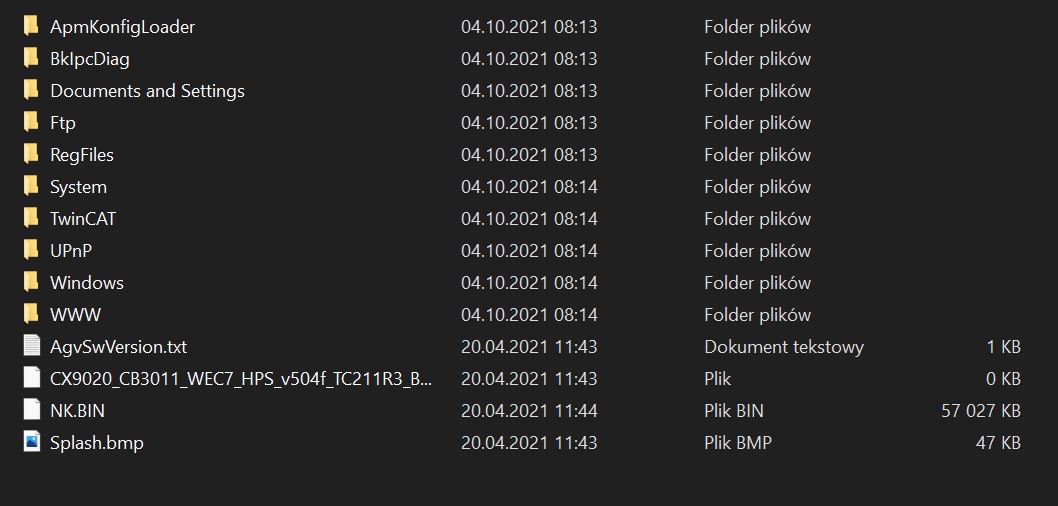 ApmKonfigLoader 04.10.2021 08:13 Folder plików
BkIpcDiag 04.10.2021 08:13 Folder plików
Documents and Settings 04.10.2021 08:13 Folder plików
Ftp 04.10.2021 08:13 Folder plików
RegFiles 04.10.2021 08:13 Folder plików
System 04.10.2021 08:14 Folder plików
TwinCAT 04.10.2021 08:14 Folder plików
UPnP 04.10.2021 08:14 Folder plików
Windows 04.10.2021 08:14 Folder plików
WWW 04.10.2021 08:14 Folder plików
AgvSwVersion.txt 20.04.2021 11:43 Dokument tekstowy 1 KB
CX9020_CB3011_WEC7_HPS_v504f_TC211R3_B... 20.04.2021 11:43 Plik 0 KB
NK.BIN 20.04.2021 11:44 Plik BIN 57 027 KB
Splash.bmp 20.04.2021 11:43 Plik BMP 47 KB